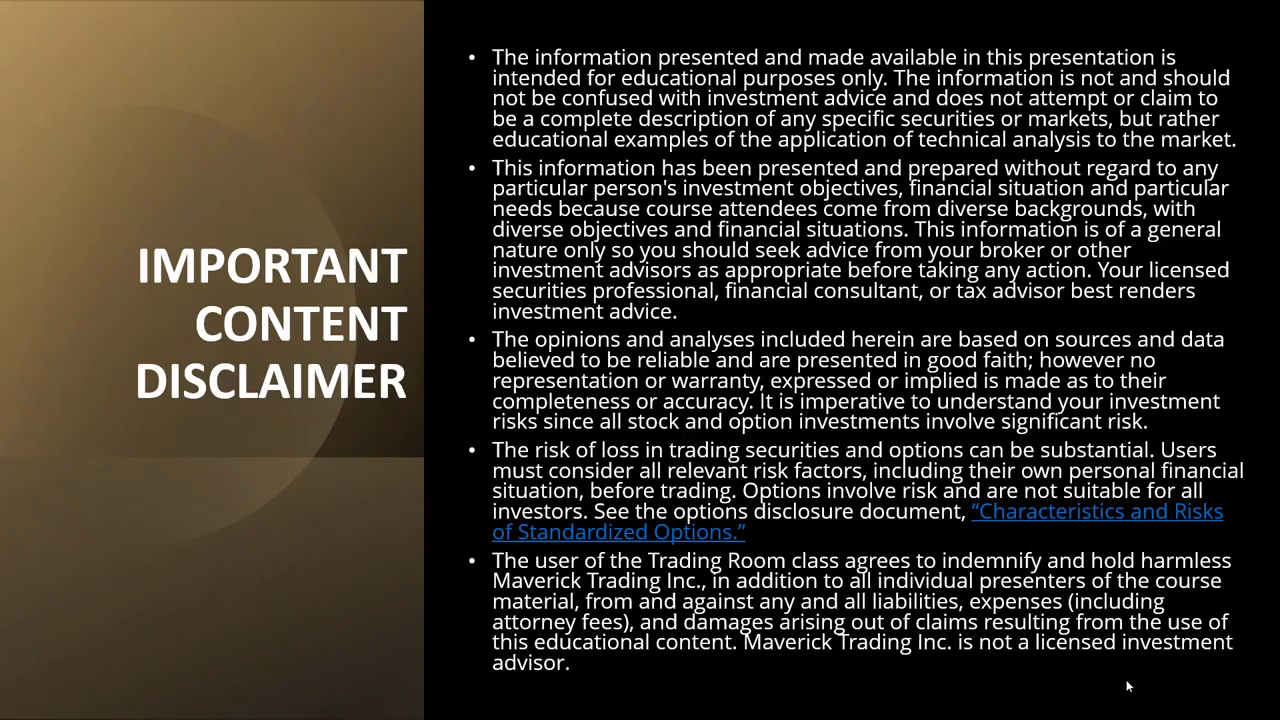 IMPORTANT
CONTENT
DISCLAIMER
• The information presented and made available in this presentation is
intended for educational purposes only. The information is not and should
not be confused with investment advice and does not attempt or claim to
be a complete description of any specific securities or markets, but rather
educational examples of the application of technical analysis to the market.
• This information has been presented and prepared without regard to any
particular person's investment objectives, financial situation and particular
needs because course attendees come from diverse backgrounds, with
diverse objectives and financial situations. This information is of a general
nature only so you should seek advice from your broker or other
investment advisors as appropriate before taking any action. Your licensed
securities professional, financial consultant, or tax advisor best renders
investment advice.
• The opinions and analyses included herein are based on sources and data
believed to be reliable and are presented in good faith; however no
representation or warranty, expressed or implied is made as to their
completeness or accuracy. It is imperative to understand your investment
risks since all stock and option investments involve significant risk.
• The risk of loss in trading securities and options can be substantial. Users
must consider all relevant risk factors, including their own personal financial
situation, before trading. Options involve risk and are not suitable for all
investors. See the options disclosure document, “Characteristics and Risks
of Standardized Options.”
• The user of the Trading Room class agrees to indemnify and hold harmless
Maverick Trading Inc., in addition to all individual presenters of the course
material, from and against any and all liabilities, expenses (including
attorney fees), and damages arising out of claims resulting from the use of
this educational content. Maverick Trading Inc. is not a licensed investment
advisor.